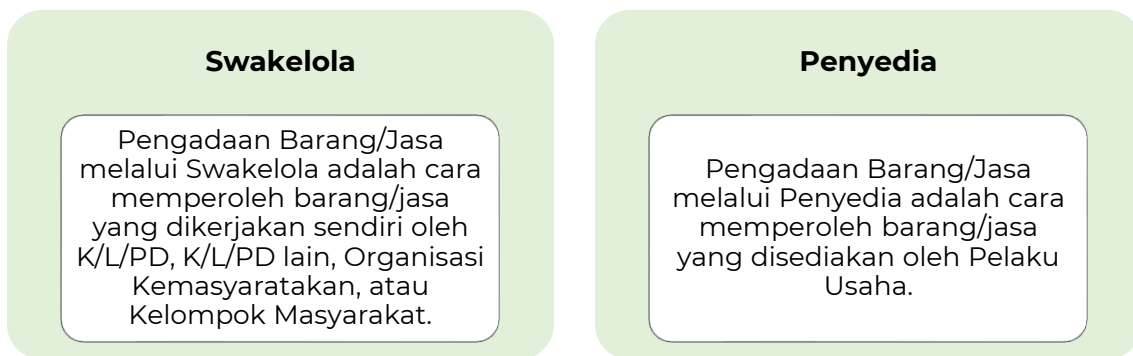 Swakelola
Pengadaan Barang/Jasa
melalui Swakelola adalah cara
memperoleh barang/jasa
yang dikerjakan sendiri oleh
K/L/PD, K/L/PD lain, Organisasi
Kemasyaratakan, atau
Kelompok Masyarakat.
Penyedia
Pengadaan Barang/Jasa
melalui Penyedia adalah cara
memperoleh barang/jasa
yang disediakan oleh Pelaku
Usaha.